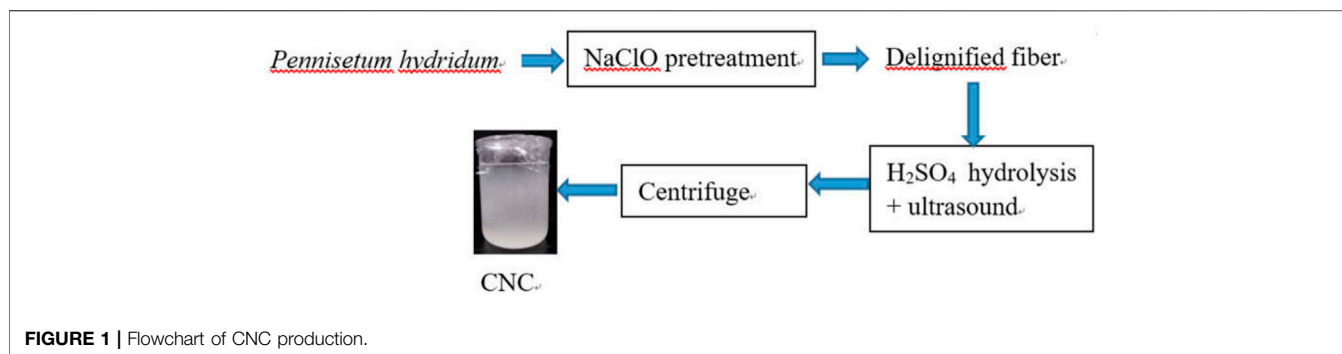 Pennisetum hydridum
NaClO pretreatment
Delignified fiber
H₂SO₄ hydrolysis
+ ultrasound
Centrifuge
CNC
FIGURE 1 | Flowchart of CNC production.